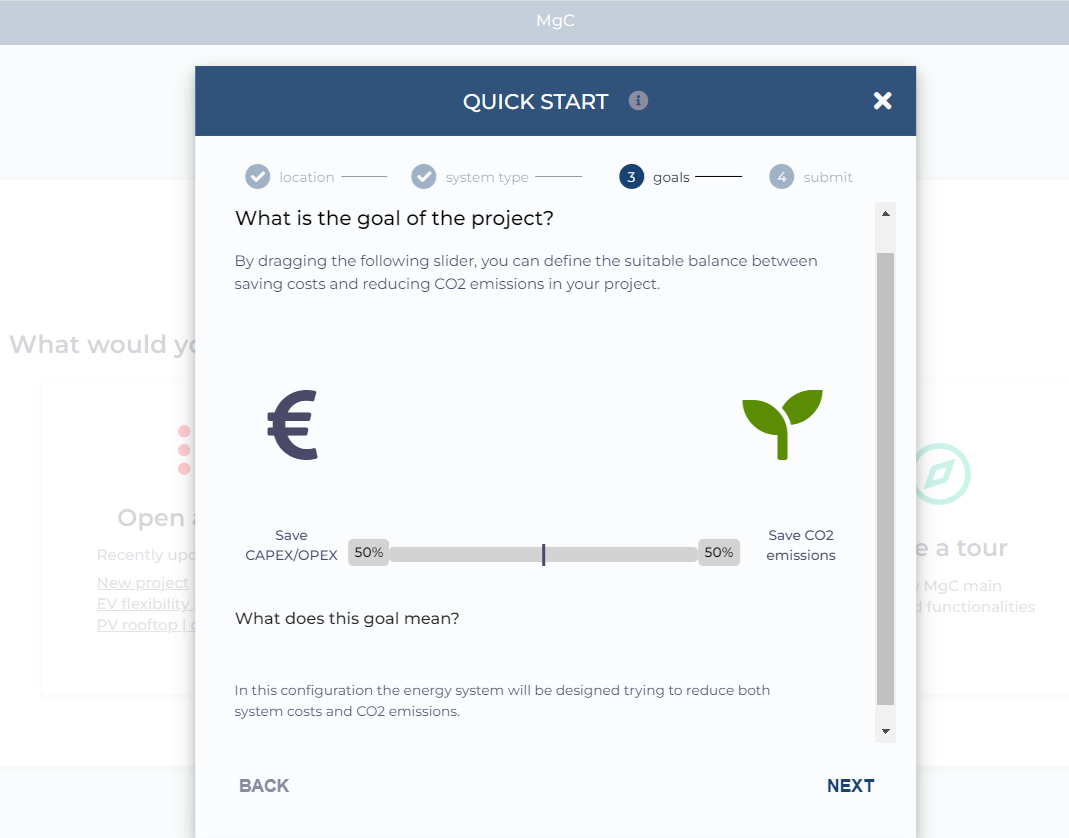 MgC
QUICK START
location
system type
3 goals
4 submit
What is the goal of the project?
By dragging the following slider, you can define the suitable balance between
saving costs and reducing CO2 emissions in your project.
What would
€
Open
e a tour
Save
CAPEX/OPEX
50%
50%
Save CO2
emissions
Recently
New project
EV flexibility
PV rooftop |
MgC main
functionalities
What does this goal mean?
In this configuration the energy system will be designed trying to reduce both
system costs and CO2 emissions.
BACK
NEXT